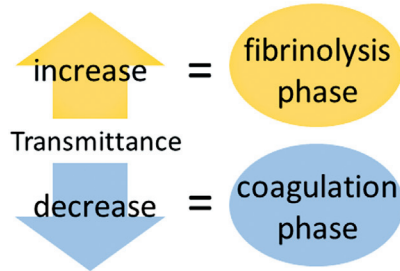 increase = fibrinolysis
phase
Transmittance
decrease = coagulation
phase